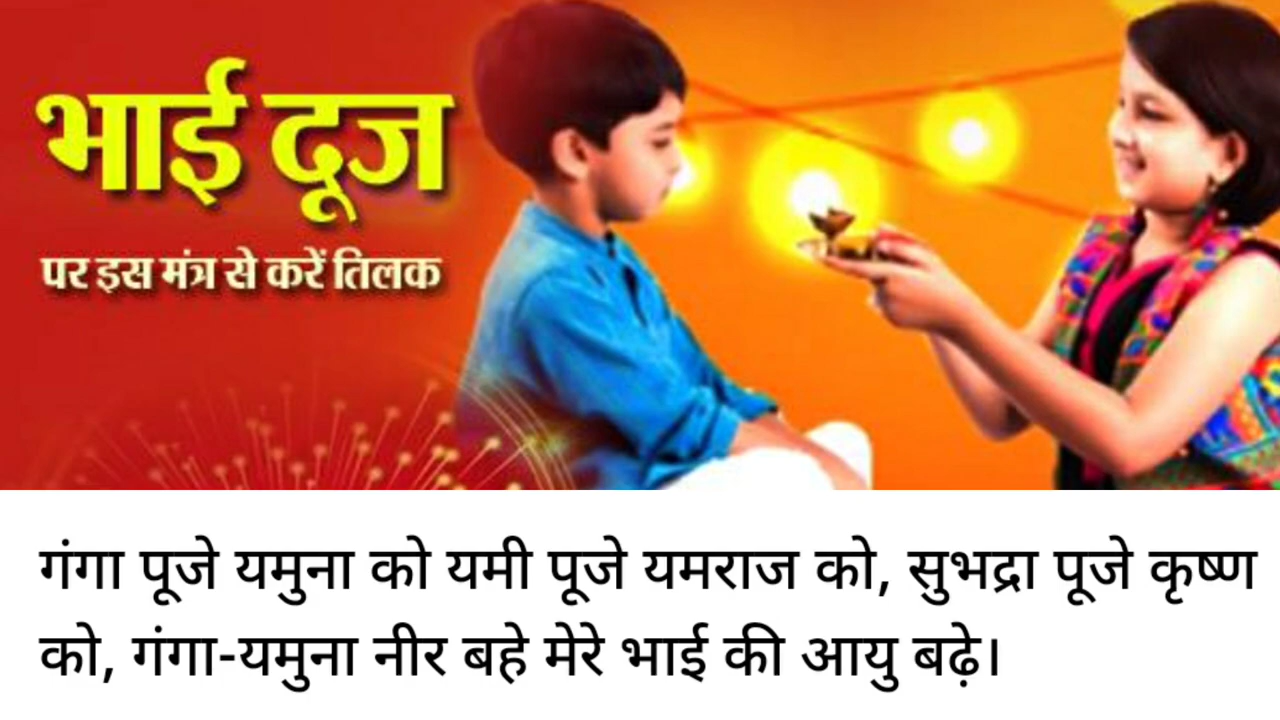 भाई दूज
पर इस मंत्र से करें तिलक
गंगा पूजे यमुना को यमी पूजे यमराज को, सुभद्रा पूजे कृष्ण
को, गंगा-यमुना नीर बहे मेरे भाई की आयु बढ़े।